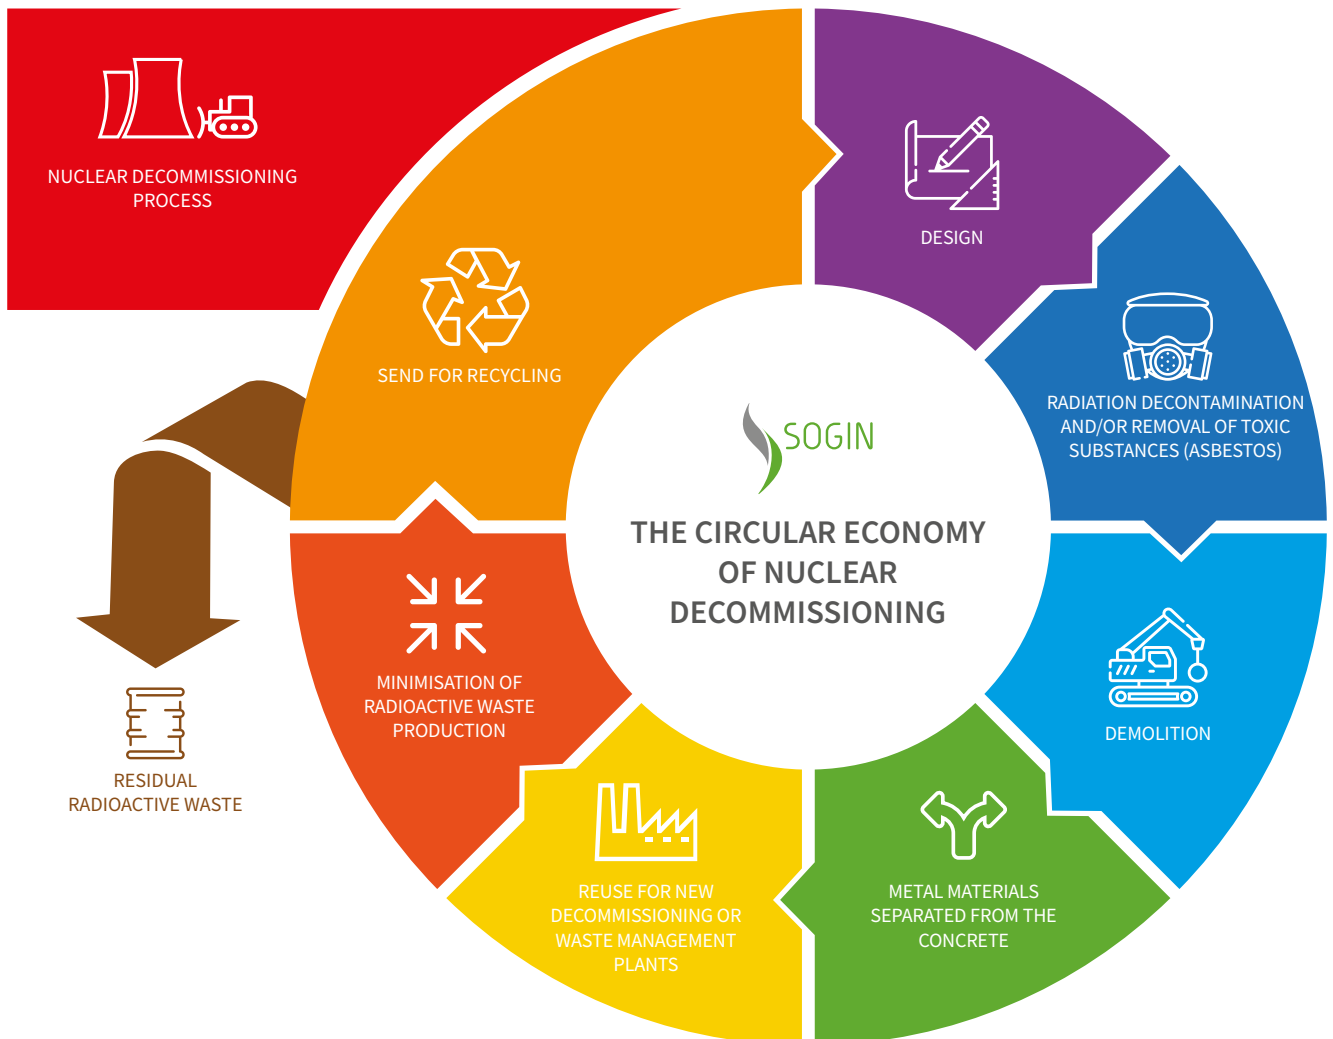 NUCLEAR DECOMMISSIONING
PROCESS
DESIGN
RADIATION DECONTAMINATION
AND/OR REMOVAL OF TOXIC
SUBSTANCES (ASBESTOS)
DEMOLITION
METAL MATERIALS
SEPARATED FROM THE
CONCRETE
REUSE FOR NEW
DECOMMISSIONING OR
WASTE MANAGEMENT
PLANTS
MINIMISATION OF
RADIOACTIVE WASTE
PRODUCTION
SEND FOR RECYCLING
RESIDUAL
RADIOACTIVE WASTE
SOGIN
THE CIRCULAR ECONOMY
OF NUCLEAR
DECOMMISSIONING